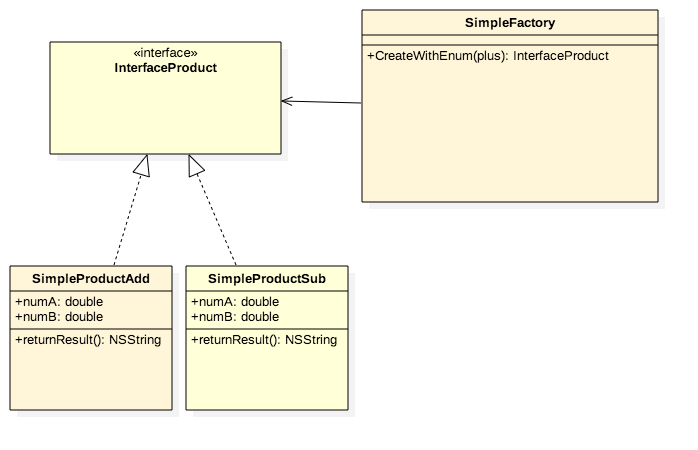 SimpleFactory
+CreateWithEnum(plus): InterfaceProduct
«interface»
InterfaceProduct
SimpleProductAdd
+numA: double
+numB: double
+returnResult(): NSString
SimpleProductSub
+numA: double
+numB: double
+returnResult(): NSString